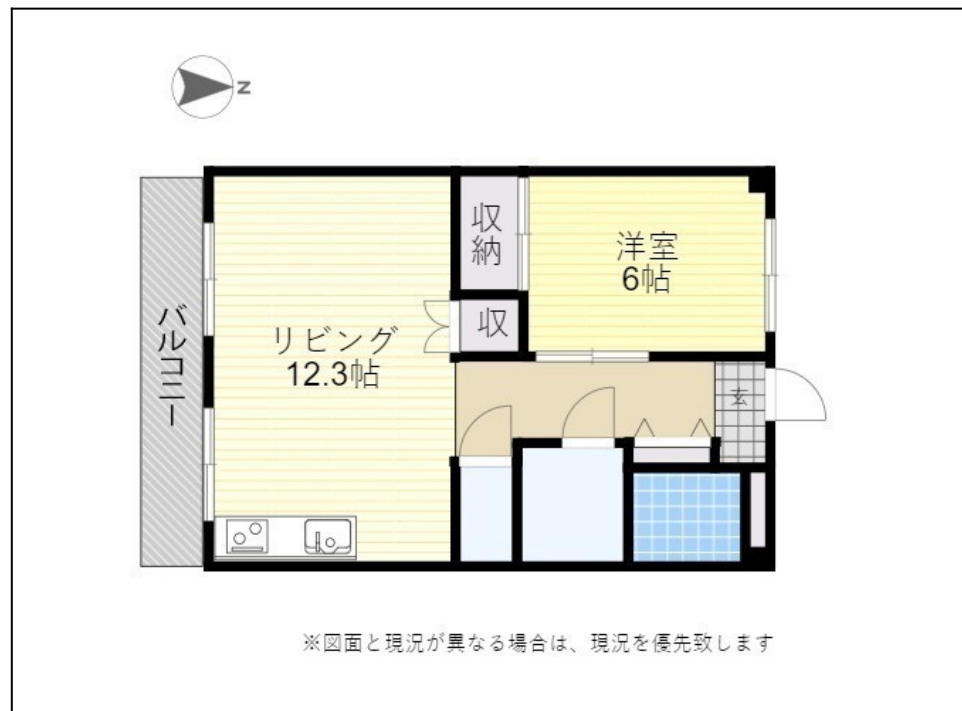 N
収
納
洋室
6帖
収
リビング
12.3帖
バルコニー
玄
※図面と現況が異なる場合は、現況を優先致します